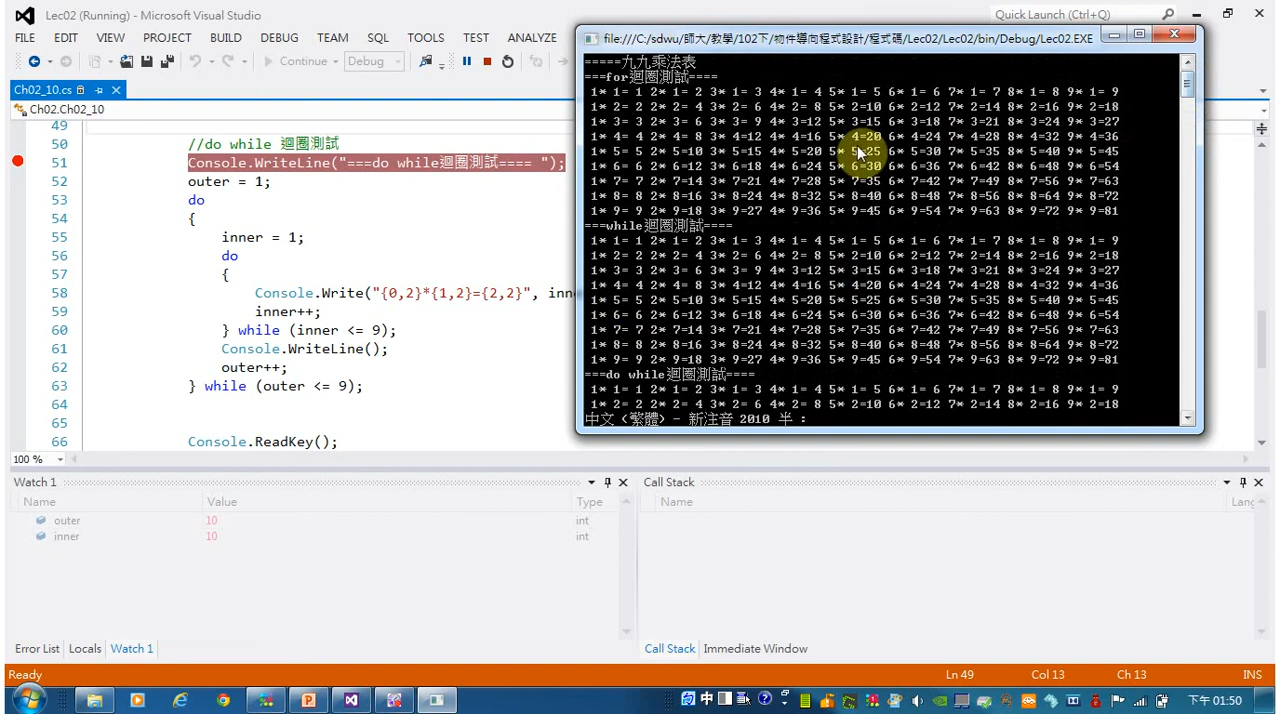 Lec02 (Running) - Microsoft Visual Studio
Quick Launch (Ctrl+Q)
FILE EDIT VIEW PROJECT BUILD DEBUG TEAM SQL TOOLS TEST ANALYZE
Continue Debug
Ch02_10.cs
Ch02.Ch02_10
49
50 //do while 迴圈測試
51 Console.WriteLine("===do while迴圈測試==== ");
52 outer = 1;
53 do
54 {
55 inner = 1;
56 do
57 {
58 Console.Write("{0,2}*{1,2}={2,2}", inne
59 inner++;
60 } while (inner <= 9);
61 Console.WriteLine();
62 outer++;
63 } while (outer <= 9);
64
65
66 Console.ReadKey();
100 %
file:///C:/sdwu/師大/教學/102下/物件導向程式設計/程式碼/Lec02/Lec02/bin/Debug/Lec02.EXE
=====九九乘法表
===for迴圈測試====
1* 1= 1 2* 1= 2 3* 1= 3 4* 1= 4 5* 1= 5 6* 1= 6 7* 1= 7 8* 1= 8 9* 1= 9
1* 2= 2 2* 2= 4 3* 2= 6 4* 2= 8 5* 2=10 6* 2=12 7* 2=14 8* 2=16 9* 2=18
1* 3= 3 2* 3= 6 3* 3= 9 4* 3=12 5* 3=15 6* 3=18 7* 3=21 8* 3=24 9* 3=27
1* 4= 4 2* 4= 8 3* 4=12 4* 4=16 5* 4=20 6* 4=24 7* 4=28 8* 4=32 9* 4=36
1* 5= 5 2* 5=10 3* 5=15 4* 5=20 5* 5=25 6* 5=30 7* 5=35 8* 5=40 9* 5=45
1* 6= 6 2* 6=12 3* 6=18 4* 6=24 5* 6=30 6* 6=36 7* 6=42 8* 6=48 9* 6=54
1* 7= 7 2* 7=14 3* 7=21 4* 7=28 5* 7=35 6* 7=42 7* 7=49 8* 7=56 9* 7=63
1* 8= 8 2* 8=16 3* 8=24 4* 8=32 5* 8=40 6* 8=48 7* 8=56 8* 8=64 9* 8=72
1* 9= 9 2* 9=18 3* 9=27 4* 9=36 5* 9=45 6* 9=54 7* 9=63 8* 9=72 9* 9=81
===while迴圈測試====
1* 1= 1 2* 1= 2 3* 1= 3 4* 1= 4 5* 1= 5 6* 1= 6 7* 1= 7 8* 1= 8 9* 1= 9
1* 2= 2 2* 2= 4 3* 2= 6 4* 2= 8 5* 2=10 6* 2=12 7* 2=14 8* 2=16 9* 2=18
1* 3= 3 2* 3= 6 3* 3= 9 4* 3=12 5* 3=15 6* 3=18 7* 3=21 8* 3=24 9* 3=27
1* 4= 4 2* 4= 8 3* 4=12 4* 4=16 5* 4=20 6* 4=24 7* 4=28 8* 4=32 9* 4=36
1* 5= 5 2* 5=10 3* 5=15 4* 5=20 5* 5=25 6* 5=30 7* 5=35 8* 5=40 9* 5=45
1* 6= 6 2* 6=12 3* 6=18 4* 6=24 5* 6=30 6* 6=36 7* 6=42 8* 6=48 9* 6=54
1* 7= 7 2* 7=14 3* 7=21 4* 7=28 5* 7=35 6* 7=42 7* 7=49 8* 7=56 9* 7=63
1* 8= 8 2* 8=16 3* 8=24 4* 8=32 5* 8=40 6* 8=48 7* 8=56 8* 8=64 9* 8=72
1* 9= 9 2* 9=18 3* 9=27 4* 9=36 5* 9=45 6* 9=54 7* 9=63 8* 9=72 9* 9=81
===do while迴圈測試====
1* 1= 1 2* 1= 2 3* 1= 3 4* 1= 4 5* 1= 5 6* 1= 6 7* 1= 7 8* 1= 8 9* 1= 9
1* 2= 2 2* 2= 4 3* 2= 6 4* 2= 8 5* 2=10 6* 2=12 7* 2=14 8* 2=16 9* 2=18
中文 (繁體) - 新注音 2010 半 :
Watch 1
Name Value Type
outer 10 int
inner 10 int
Call Stack
Name Lang
Error List Locals Watch 1
Call Stack Immediate Window
Ready Ln 49 Col 13 Ch 13 INS
中 下午 01:50